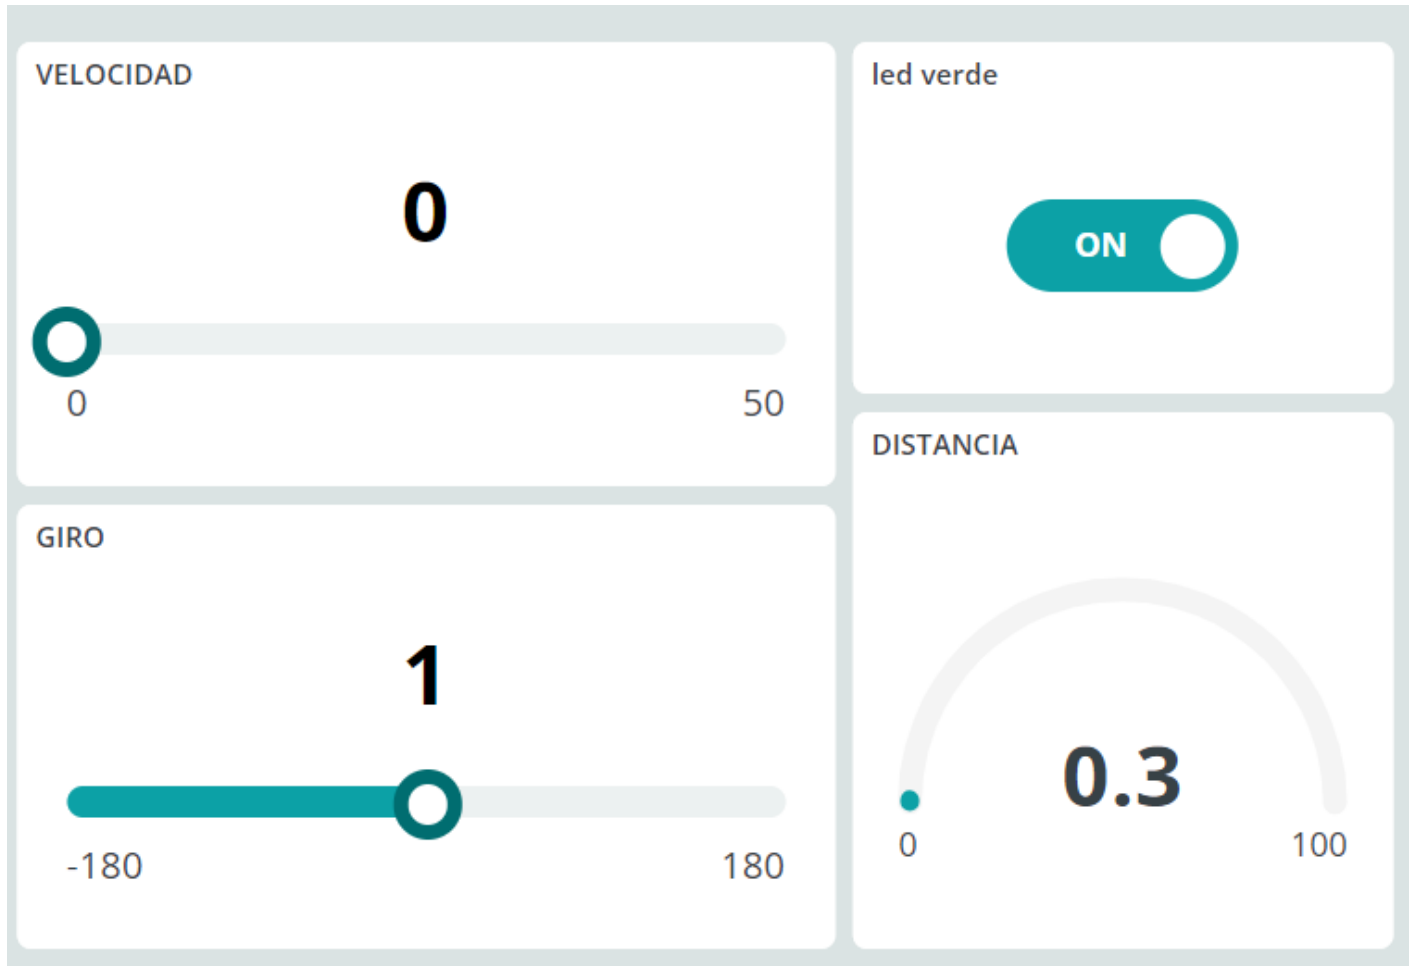 VELOCIDAD
0
0 50
led verde
ON
GIRO
1
-180 180
DISTANCIA
0.3
0 100